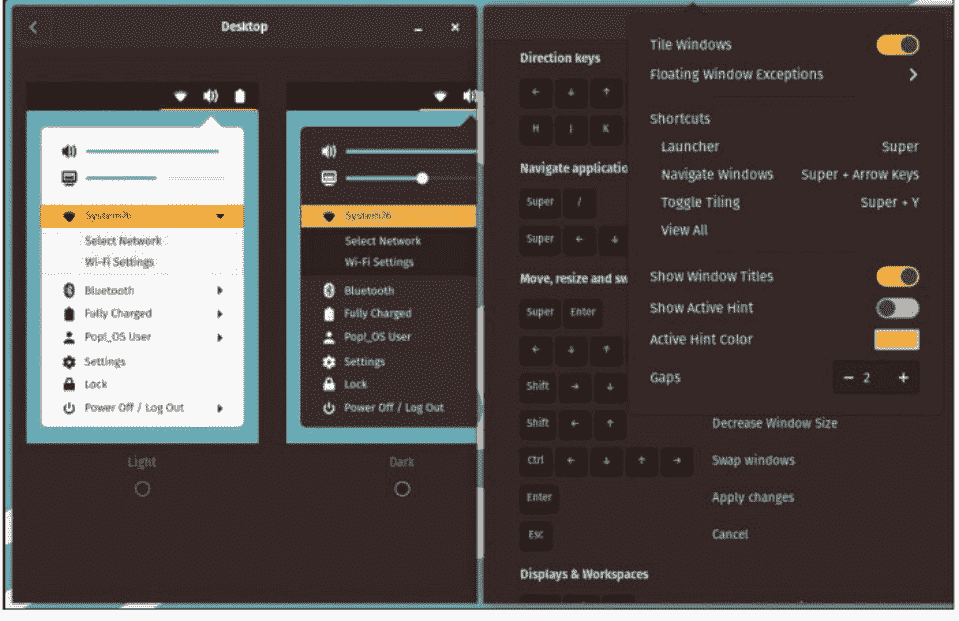 Desktop
System76
Select Network
Wi-Fi Settings
Bluetooth
Fully Charged
Pop!_OS User
Settings
Lock
Power Off / Log Out
Light
System76
Select Network
Wi-Fi Settings
Bluetooth
Fully Charged
Pop!_OS User
Settings
Lock
Power Off / Log Out
Dark
Direction keys
← ↓ ↑
H J K
Navigate applicatio
Super /
Super ← ↓
Move, resize and sw
Super Enter
← ↓ ↑
Shift → ↓
Shift ← ↑ Decrease Window Size
Ctrl ← ↓ ↑ → Swap windows
Enter Apply changes
Esc Cancel
Displays & Workspaces
Tile Windows
Floating Window Exceptions
Shortcuts
Launcher Super
Navigate Windows Super + Arrow Keys
Toggle Tiling Super + Y
View All
Show Window Titles
Show Active Hint
Active Hint Color
Gaps − 2 +